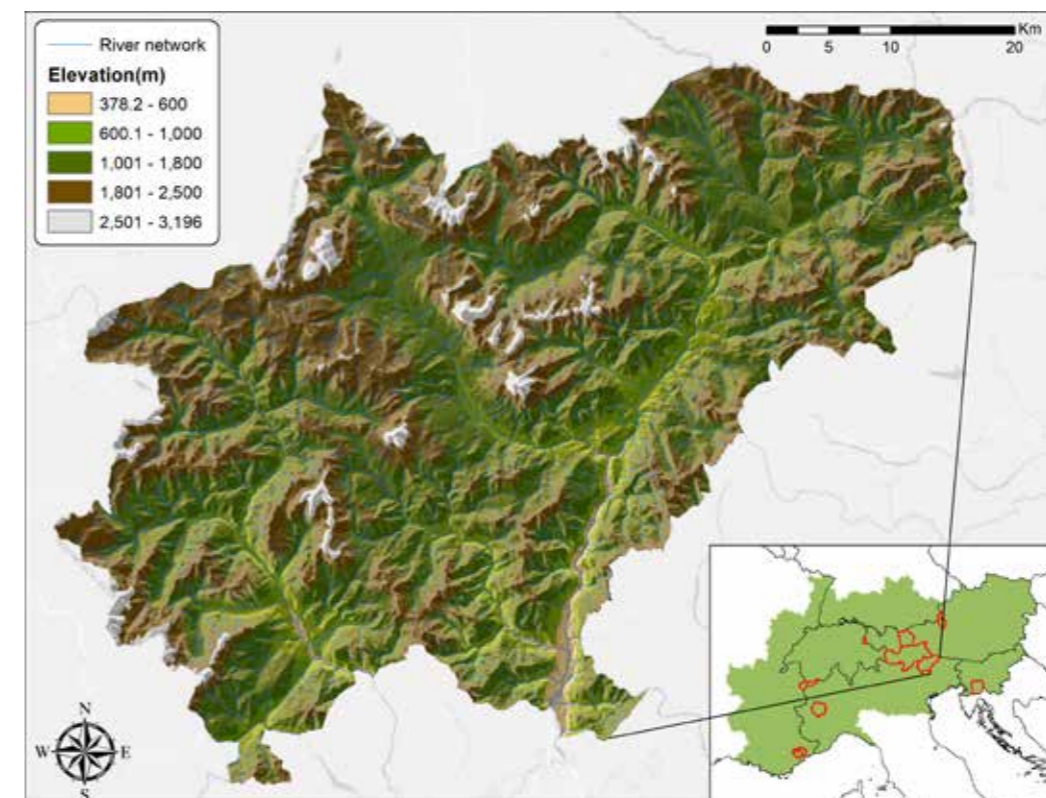 River network
Elevation(m)
378.2 - 600
600.1 - 1,000
1,001 - 1,800
1,801 - 2,500
2,501 - 3,196
Km
0 5 10 20
N
W E
S